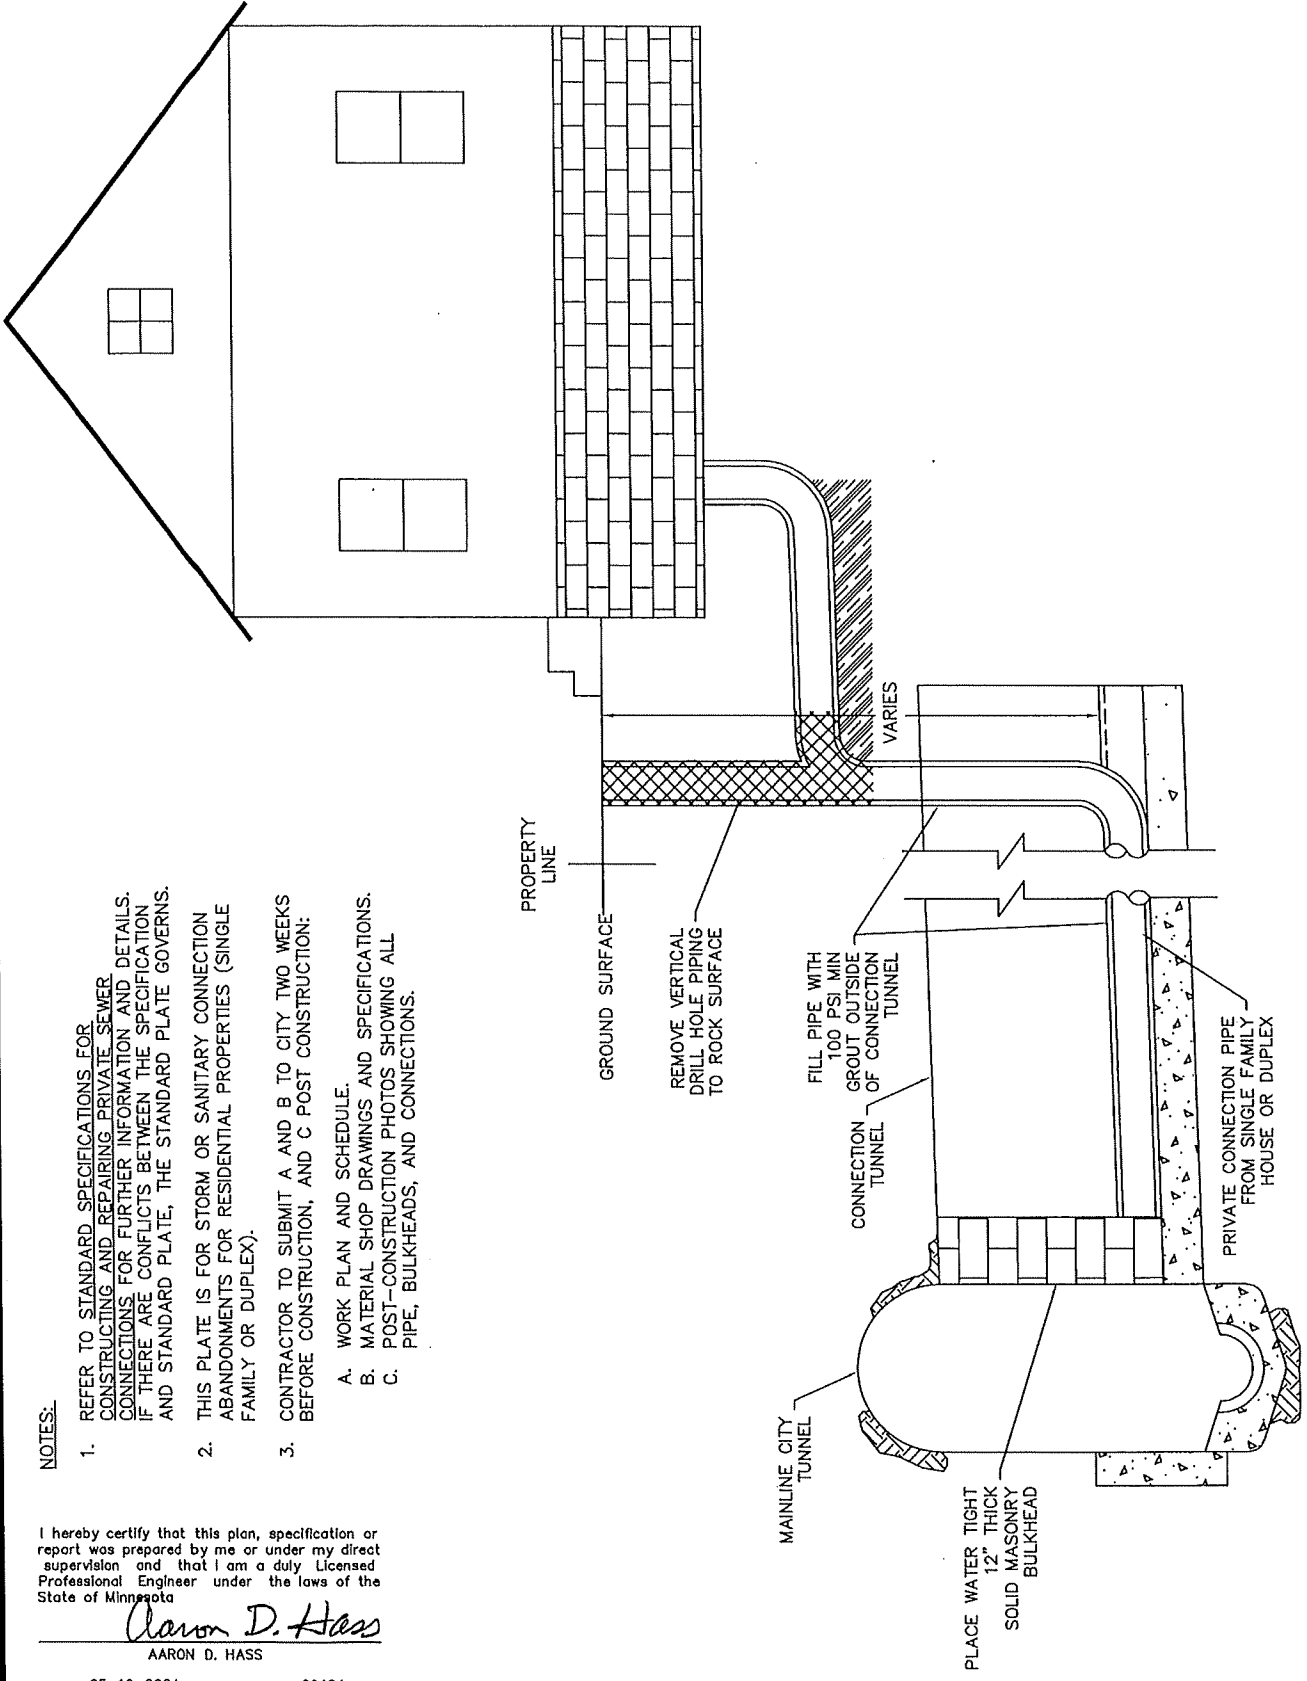 NOTES:
1. REFER TO STANDARD SPECIFICATIONS FOR
CONSTRUCTING AND REPAIRING PRIVATE SEWER
CONNECTIONS FOR FURTHER INFORMATION AND DETAILS.
IF THERE ARE CONFLICTS BETWEEN THE SPECIFICATION
AND STANDARD PLATE, THE STANDARD PLATE GOVERNS.
2. THIS PLATE IS FOR STORM OR SANITARY CONNECTION
ABANDONMENTS FOR RESIDENTIAL PROPERTIES (SINGLE
FAMILY OR DUPLEX).
3. CONTRACTOR TO SUBMIT A AND B TO CITY TWO WEEKS
BEFORE CONSTRUCTION, AND C POST CONSTRUCTION:
A. WORK PLAN AND SCHEDULE.
B. MATERIAL SHOP DRAWINGS AND SPECIFICATIONS.
C. POST-CONSTRUCTION PHOTOS SHOWING ALL
PIPE, BULKHEADS, AND CONNECTIONS.
I hereby certify that this plan, specification or
report was prepared by me or under my direct
supervision and that I am a duly Licensed
Professional Engineer under the laws of the
State of Minnesota
Aaron D. Hass
AARON D. HASS
PROPERTY
LINE
GROUND SURFACE
REMOVE VERTICAL
DRILL HOLE PIPING
TO ROCK SURFACE
VARIES
FILL PIPE WITH
100 PSI MIN
GROUT OUTSIDE
OF CONNECTION
TUNNEL
CONNECTION
TUNNEL
MAINLINE CITY
TUNNEL
PLACE WATER TIGHT
12" THICK
SOLID MASONRY
BULKHEAD
PRIVATE CONNECTION PIPE
FROM SINGLE FAMILY
HOUSE OR DUPLEX